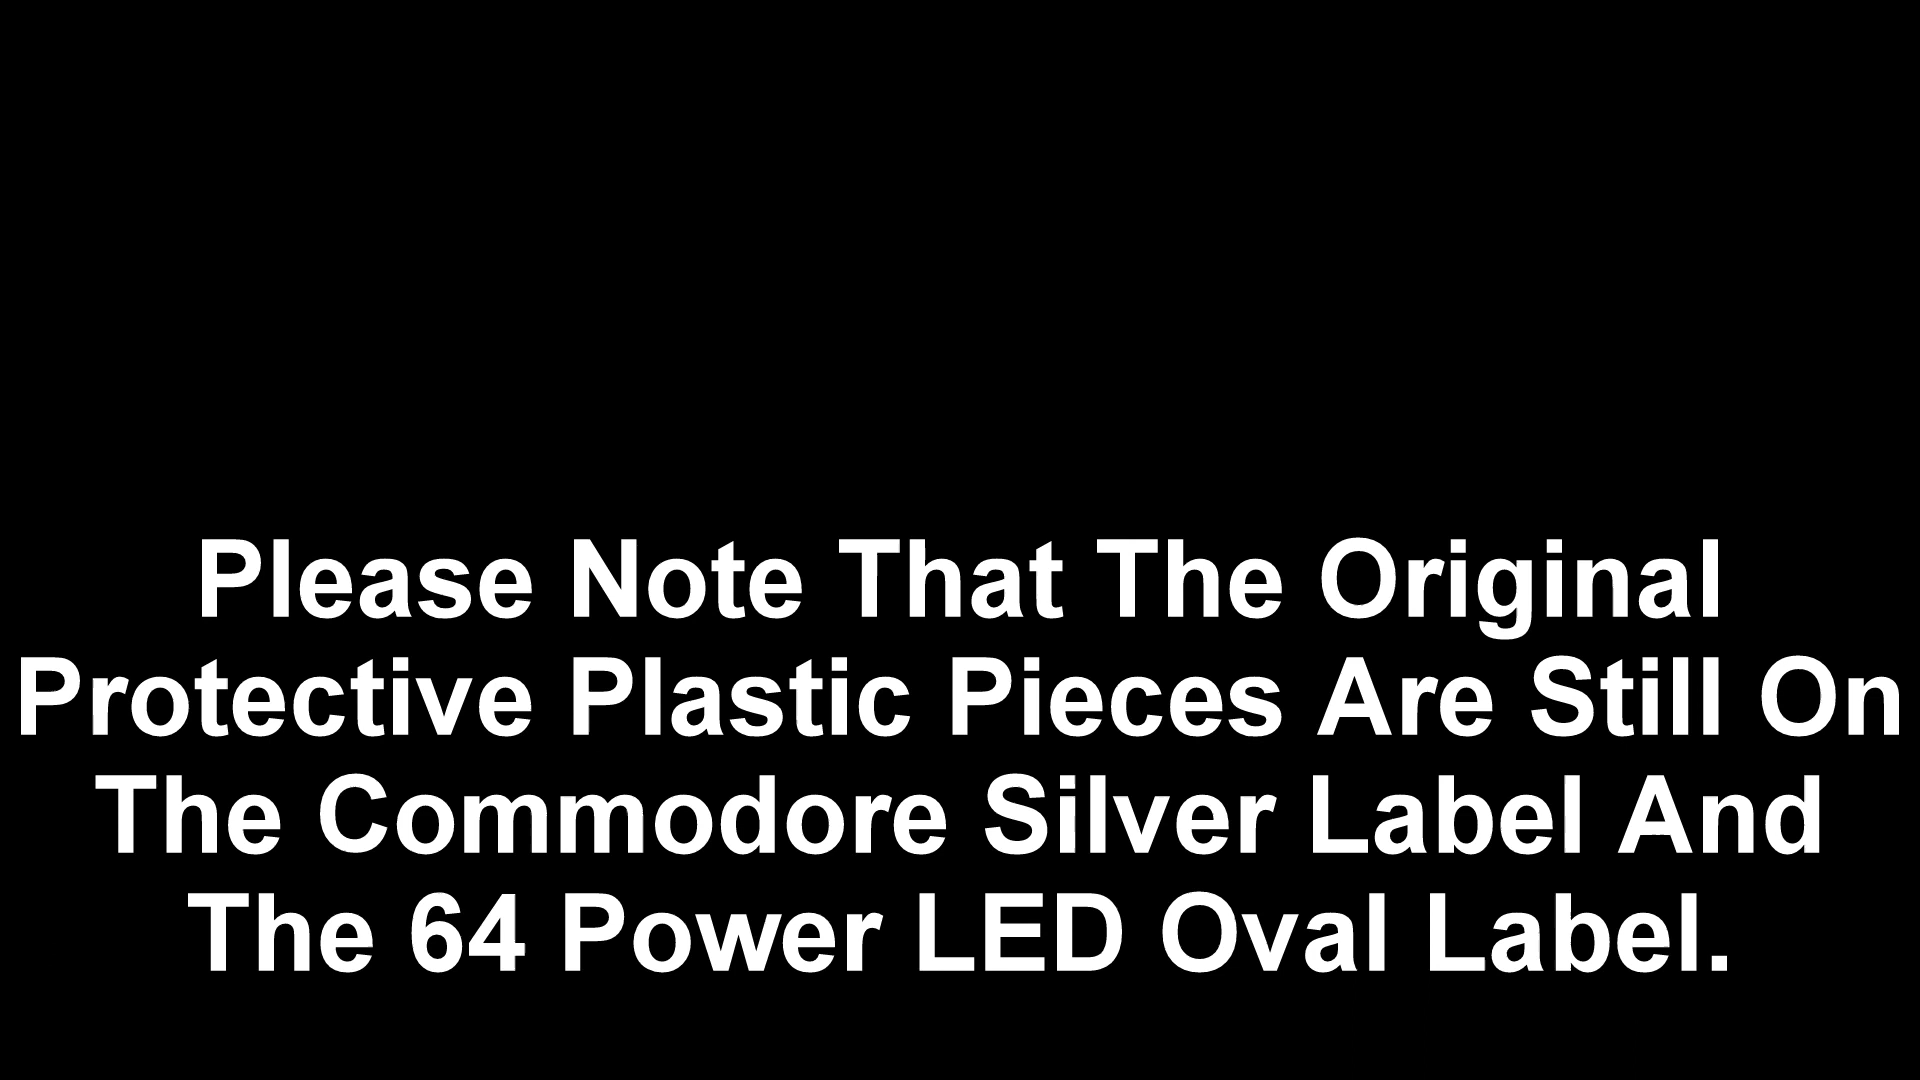 Please Note That The Original
Protective Plastic Pieces Are Still On
The Commodore Silver Label And
The 64 Power LED Oval Label.